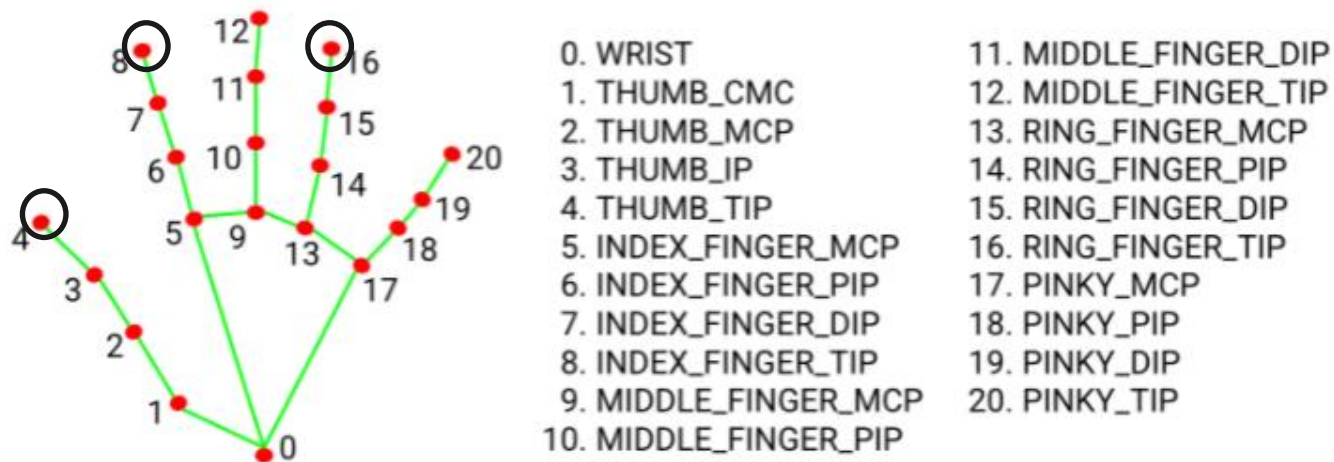 12
8
16
11
7
15
10
6
14
20
19
5
9
18
4
13
3
17
2
1
0
0. WRIST
1. THUMB_CMC
2. THUMB_MCP
3. THUMB_IP
4. THUMB_TIP
5. INDEX_FINGER_MCP
6. INDEX_FINGER_PIP
7. INDEX_FINGER_DIP
8. INDEX_FINGER_TIP
9. MIDDLE_FINGER_MCP
10. MIDDLE_FINGER_PIP
11. MIDDLE_FINGER_DIP
12. MIDDLE_FINGER_TIP
13. RING_FINGER_MCP
14. RING_FINGER_PIP
15. RING_FINGER_DIP
16. RING_FINGER_TIP
17. PINKY_MCP
18. PINKY_PIP
19. PINKY_DIP
20. PINKY_TIP